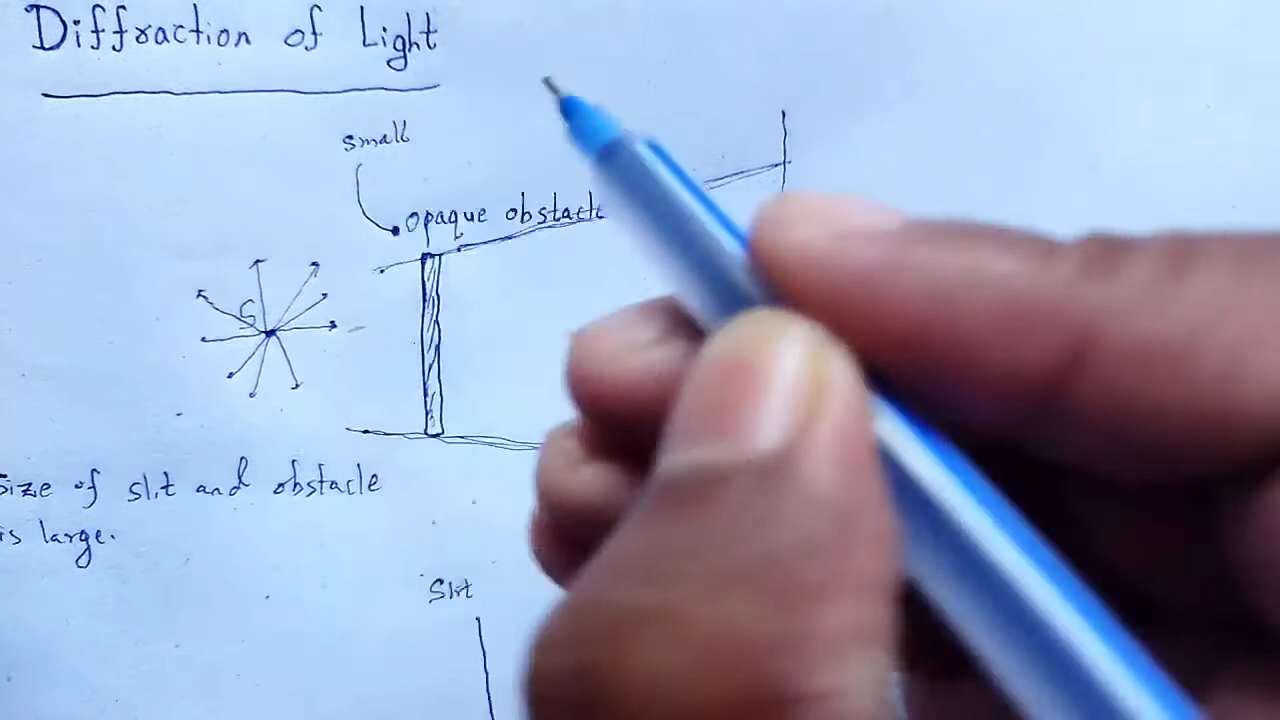 Diffraction of Light
small
opaque obstacle
S
Size of slit and obstacle
is large.
Slit